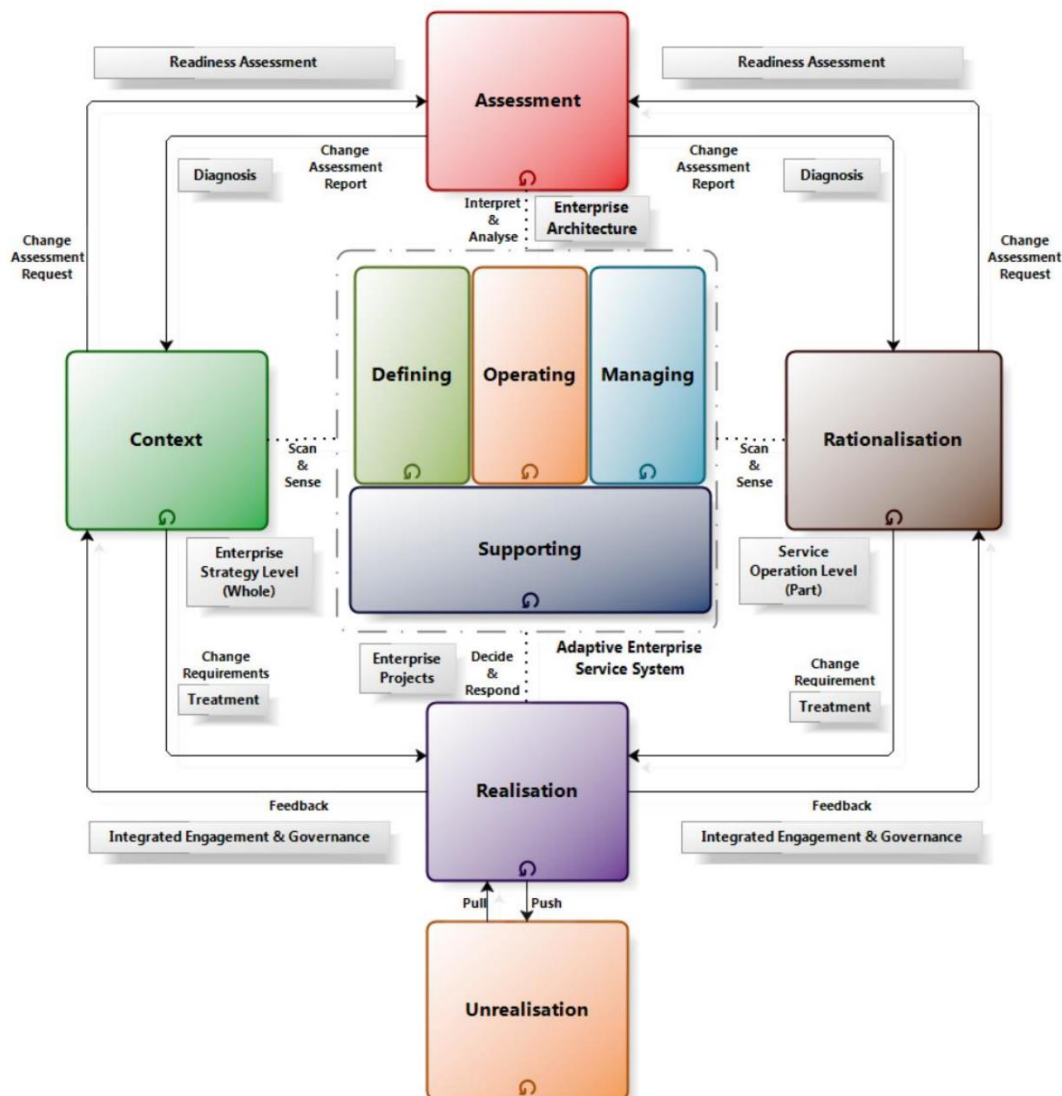 Readiness Assessment
Readiness Assessment
Assessment
Change
Assessment
Report
Diagnosis
Change
Assessment
Report
Diagnosis
Interpret
&
Analyse
Enterprise
Architecture
Change
Assessment
Request
Change
Assessment
Request
Defining
Operating
Managing
Context
Scan
&
Sense
Scan
&
Sense
Rationalisation
Supporting
Enterprise
Strategy Level
(Whole)
Service
Operation Level
(Part)
Adaptive Enterprise
Service System
Change
Requirements
Treatment
Enterprise
Projects
Decide
&
Respond
Change
Requirement
Treatment
Realisation
Feedback
Integrated Engagement & Governance
Feedback
Integrated Engagement & Governance
Pull
Push
Unrealisation